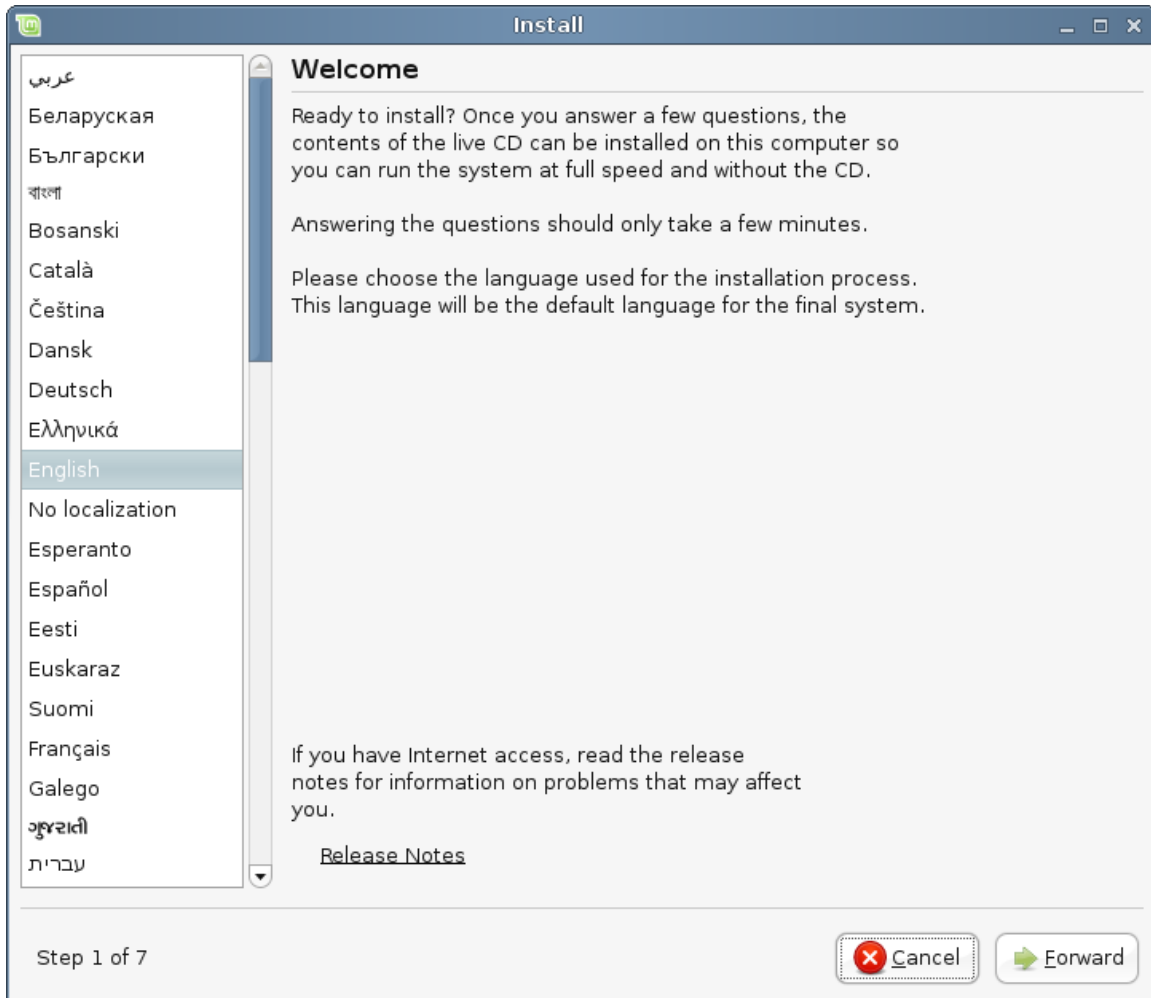 Install
عربي
Беларуская
Български
বাংলা
Bosanski
Català
Čeština
Dansk
Deutsch
Ελληνικά
English
No localization
Esperanto
Español
Eesti
Euskaraz
Suomi
Français
Galego
ગુજરાતી
עברית
Welcome
Ready to install? Once you answer a few questions, the
contents of the live CD can be installed on this computer so
you can run the system at full speed and without the CD.
Answering the questions should only take a few minutes.
Please choose the language used for the installation process.
This language will be the default language for the final system.
If you have Internet access, read the release
notes for information on problems that may affect
you.
Release Notes
Step 1 of 7
Cancel
Forward